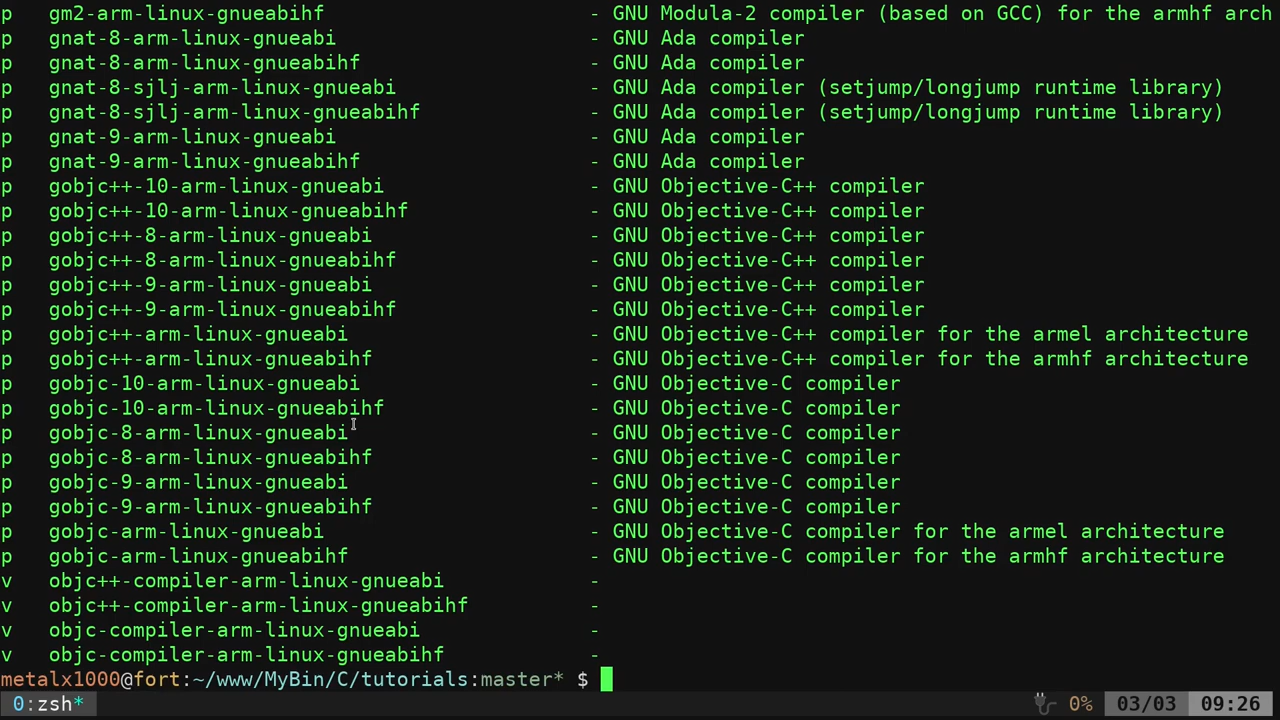 p   gm2-arm-linux-gnueabihf                      - GNU Modula-2 compiler (based on GCC) for the armhf arch
p   gnat-8-arm-linux-gnueabi                     - GNU Ada compiler
p   gnat-8-arm-linux-gnueabihf                   - GNU Ada compiler
p   gnat-8-sjlj-arm-linux-gnueabi                - GNU Ada compiler (setjump/longjump runtime library)
p   gnat-8-sjlj-arm-linux-gnueabihf              - GNU Ada compiler (setjump/longjump runtime library)
p   gnat-9-arm-linux-gnueabi                     - GNU Ada compiler
p   gnat-9-arm-linux-gnueabihf                   - GNU Ada compiler
p   gobjc++-10-arm-linux-gnueabi                 - GNU Objective-C++ compiler
p   gobjc++-10-arm-linux-gnueabihf               - GNU Objective-C++ compiler
p   gobjc++-8-arm-linux-gnueabi                  - GNU Objective-C++ compiler
p   gobjc++-8-arm-linux-gnueabihf                - GNU Objective-C++ compiler
p   gobjc++-9-arm-linux-gnueabi                  - GNU Objective-C++ compiler
p   gobjc++-9-arm-linux-gnueabihf                - GNU Objective-C++ compiler
p   gobjc++-arm-linux-gnueabi                    - GNU Objective-C++ compiler for the armel architecture
p   gobjc++-arm-linux-gnueabihf                  - GNU Objective-C++ compiler for the armhf architecture
p   gobjc-10-arm-linux-gnueabi                   - GNU Objective-C compiler
p   gobjc-10-arm-linux-gnueabihf                 - GNU Objective-C compiler
p   gobjc-8-arm-linux-gnueabi                    - GNU Objective-C compiler
p   gobjc-8-arm-linux-gnueabihf                  - GNU Objective-C compiler
p   gobjc-9-arm-linux-gnueabi                    - GNU Objective-C compiler
p   gobjc-9-arm-linux-gnueabihf                  - GNU Objective-C compiler
p   gobjc-arm-linux-gnueabi                      - GNU Objective-C compiler for the armel architecture
p   gobjc-arm-linux-gnueabihf                    - GNU Objective-C compiler for the armhf architecture
v   objc++-compiler-arm-linux-gnueabi            -
v   objc++-compiler-arm-linux-gnueabihf          -
v   objc-compiler-arm-linux-gnueabi              -
v   objc-compiler-arm-linux-gnueabihf            -
metalx1000@fort:~/www/MyBin/C/tutorials:master* $
0:zsh* 0% 03/03 09:26